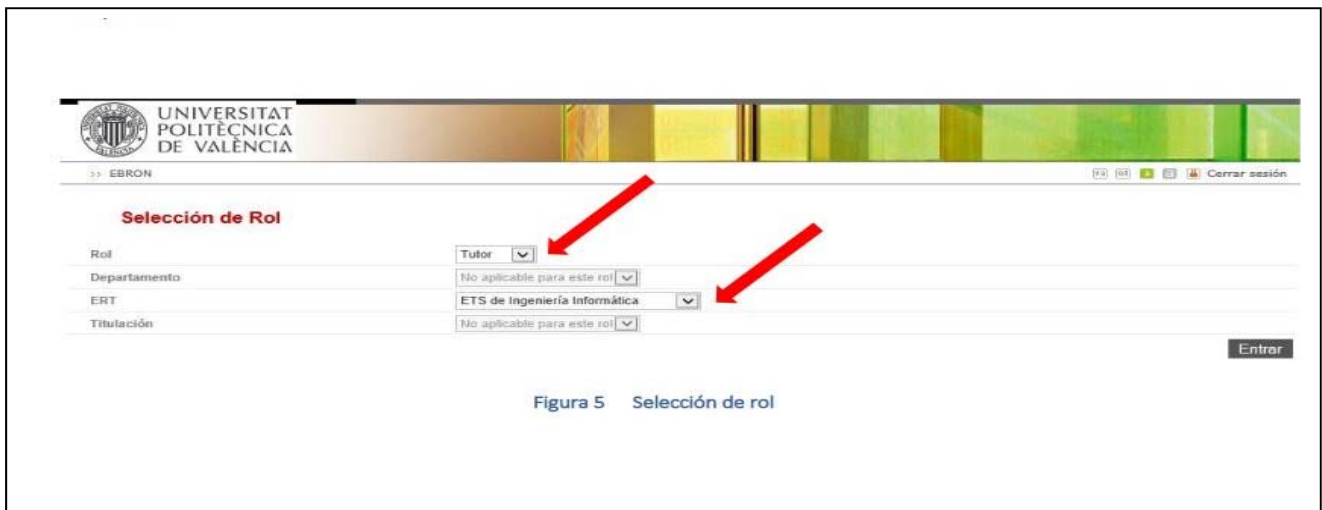 UNIVERSITAT
POLITÈCNICA
DE VALÈNCIA
>> EBRON
Cerrar sesión
Selección de Rol
Rol Tutor
Departamento No aplicable para este rol
ERT ETS de Ingeniería Informática
Titulación No aplicable para este rol
Entrar
Figura 5 Selección de rol